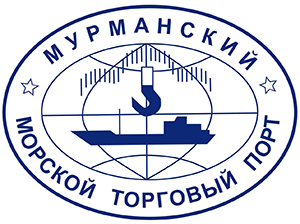 МУРМАНСКИЙ
МОРСКОЙ ТОРГОВЫЙ ПОРТ